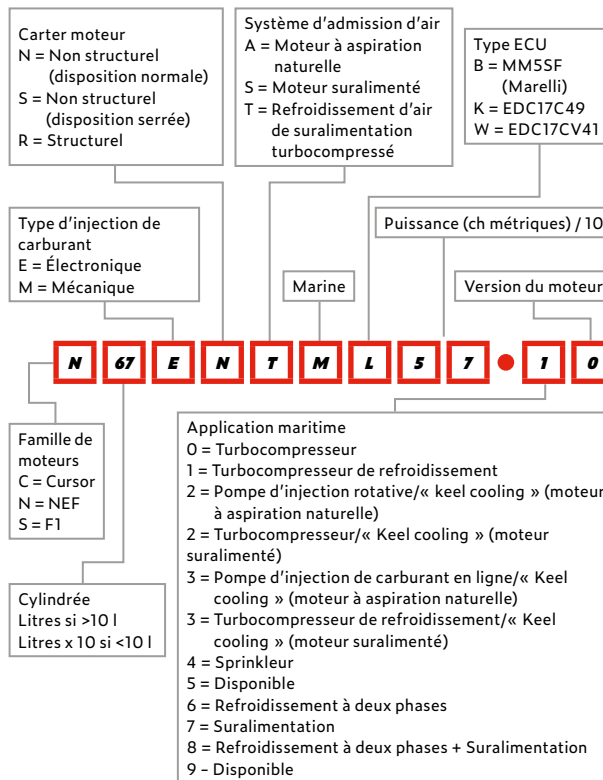 Carter moteur
N = Non structurel
(disposition normale)
S = Non structurel
(disposition serrée)
R = Structurel
Système d'admission d'air
A = Moteur à aspiration
naturelle
S = Moteur suralimenté
T = Refroidissement d'air
de suralimentation
turbocompressé
Type ECU
B = MM5SF
(Marelli)
K = EDC17C49
W = EDC17CV41
Type d'injection de
carburant
E = Électronique
M = Mécanique
Marine
Puissance (ch métriques) / 10
Version du moteur
N 67 E N T M L 5 7 • 1 0
Famille de
moteurs
C = Cursor
N = NEF
S = F1
Cylindrée
Litres si >10 l
Litres x 10 si <10 l
Application maritime
0 = Turbocompresseur
1 = Turbocompresseur de refroidissement
2 = Pompe d'injection rotative/« keel cooling » (moteur
à aspiration naturelle)
2 = Turbocompresseur/« Keel cooling » (moteur
suralimenté)
3 = Pompe d'injection de carburant en ligne/« Keel
cooling » (moteur à aspiration naturelle)
3 = Turbocompresseur de refroidissement/« Keel
cooling » (moteur suralimenté)
4 = Sprinkleur
5 = Disponible
6 = Refroidissement à deux phases
7 = Suralimentation
8 = Refroidissement à deux phases + Suralimentation
9 - Disponible